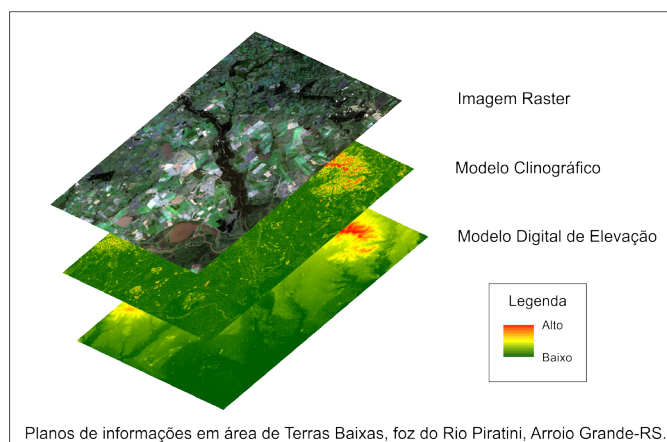 Imagem Raster
Modelo Clinográfico
Modelo Digital de Elevação
Legenda
Alto
Baixo
Planos de informações em área de Terras Baixas, foz do Rio Piratini, Arroio Grande-RS.